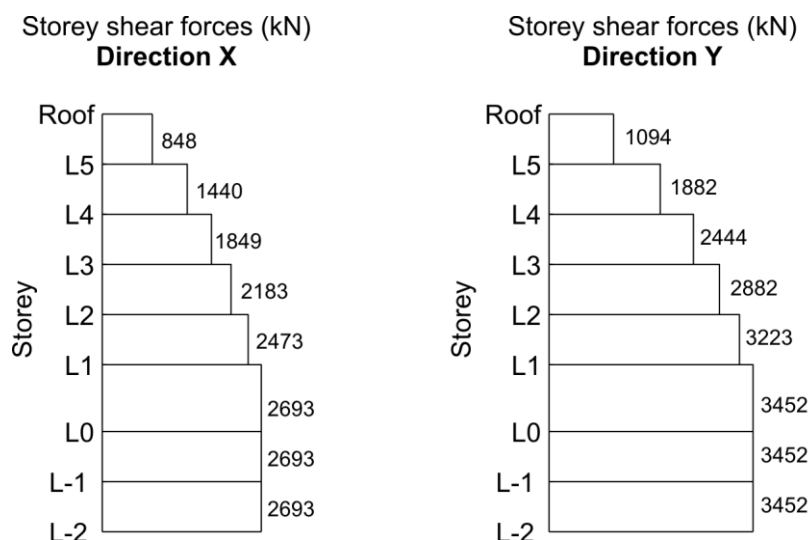 Storey shear forces (kN)
Direction X
Roof
848
L5
1440
L4
1849
L3
2183
L2
2473
L1
2693
L0
2693
L-1
2693
L-2
Storey
Storey shear forces (kN)
Direction Y
Roof
1094
L5
1882
L4
2444
L3
2882
L2
3223
L1
3452
L0
3452
L-1
3452
L-2
Storey